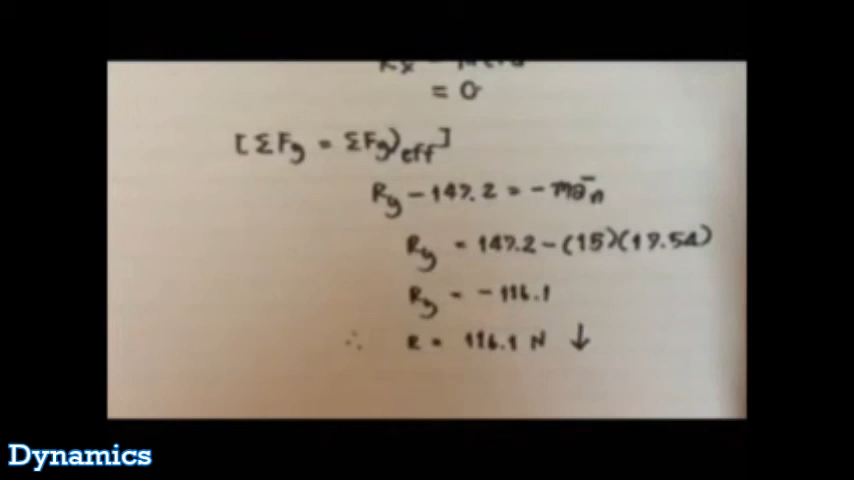 = 0
[ΣFy = ΣFy)eff]
Ry - 147.2 = - māₙ
Ry = 147.2 - (15)(17.54)
Ry = - 116.1
∴ R = 116.1 N ↓
Dynamics